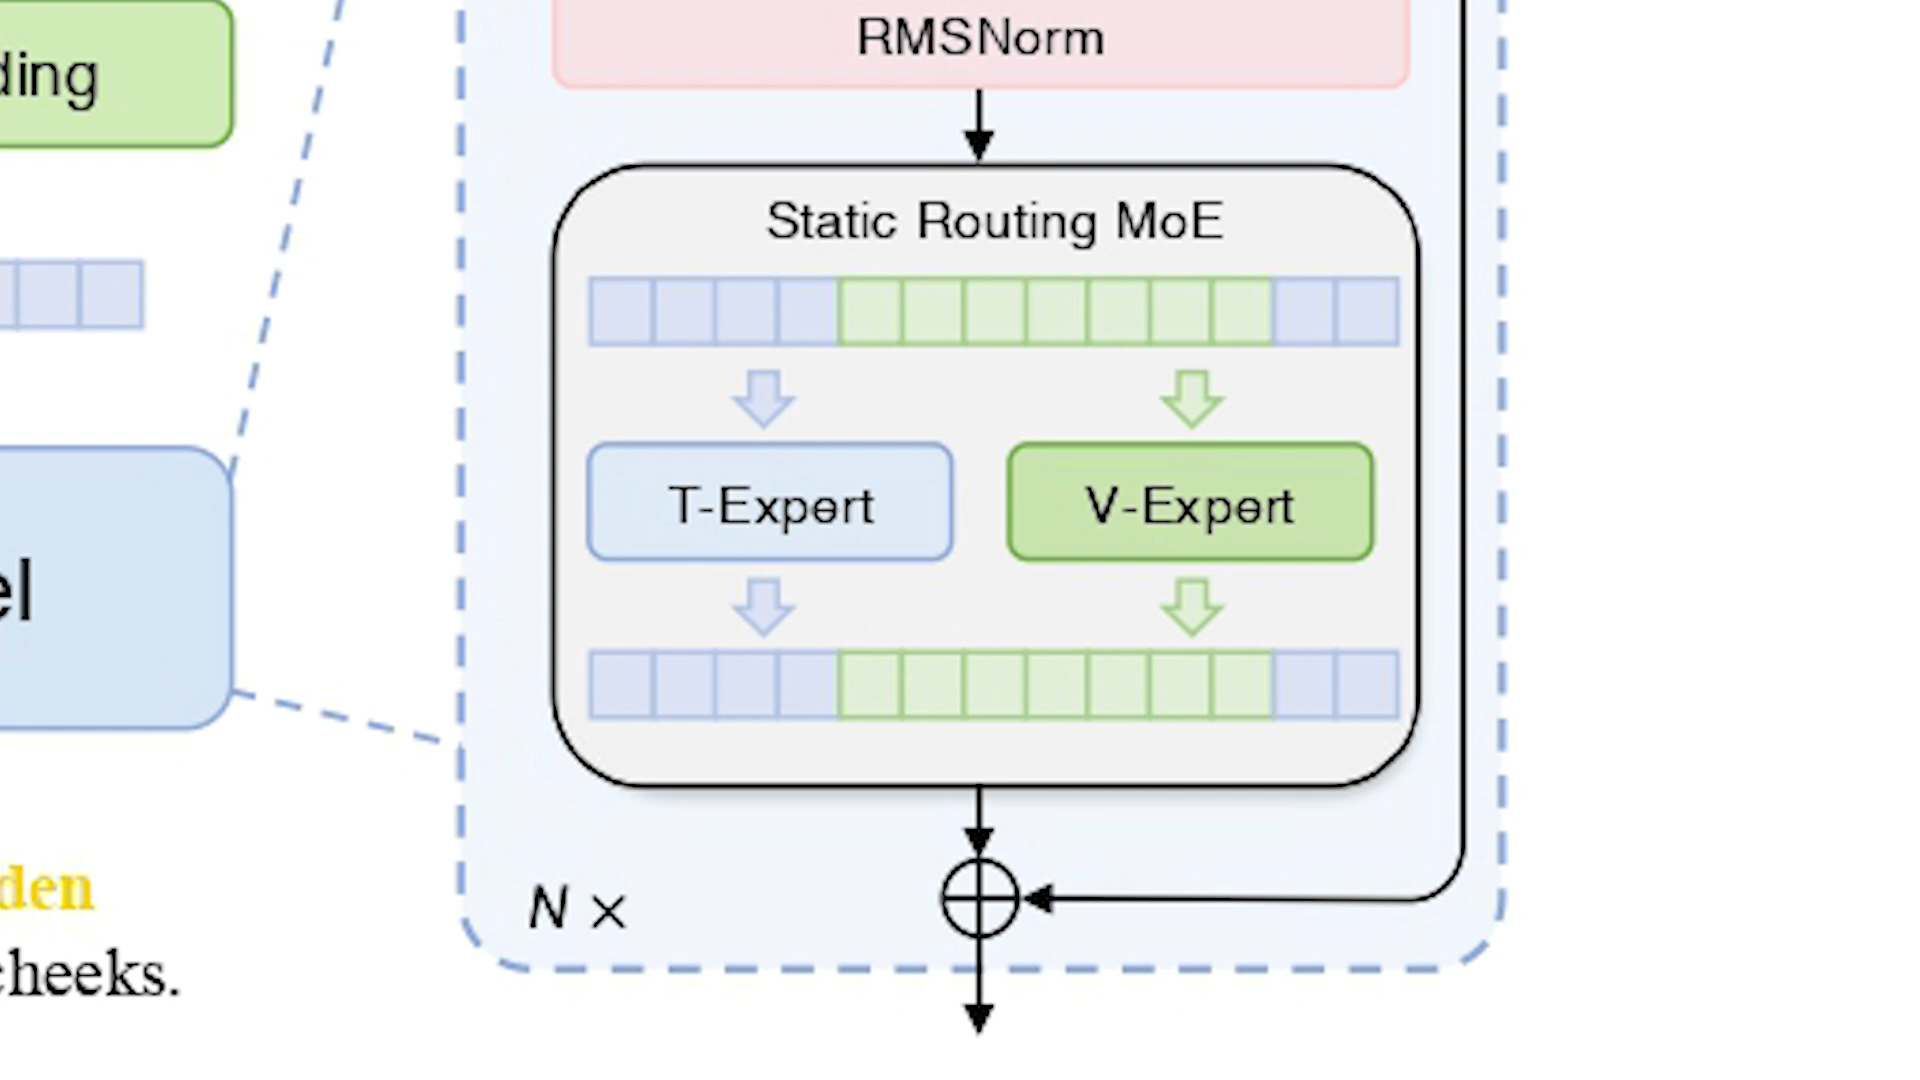 RMSNorm
ding
Static Routing MoE
T-Expert
V-Expert
el
den
N ×
cheeks.